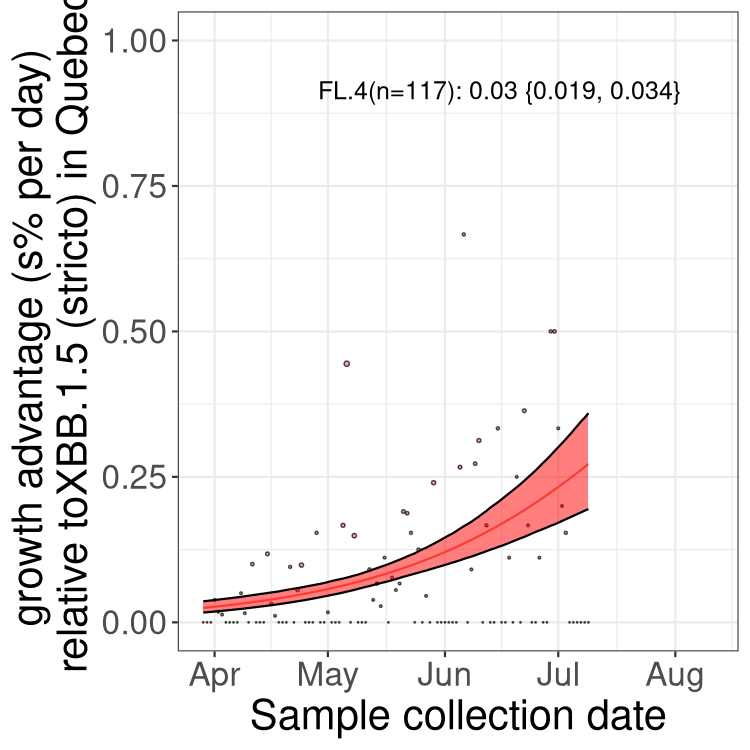 growth advantage (s% per day)
relative toXBB.1.5 (stricto) in Quebec
1.00
0.75
0.50
0.25
0.00
FL.4(n=117): 0.03 {0.019, 0.034}
Apr May Jun Jul Aug
Sample collection date